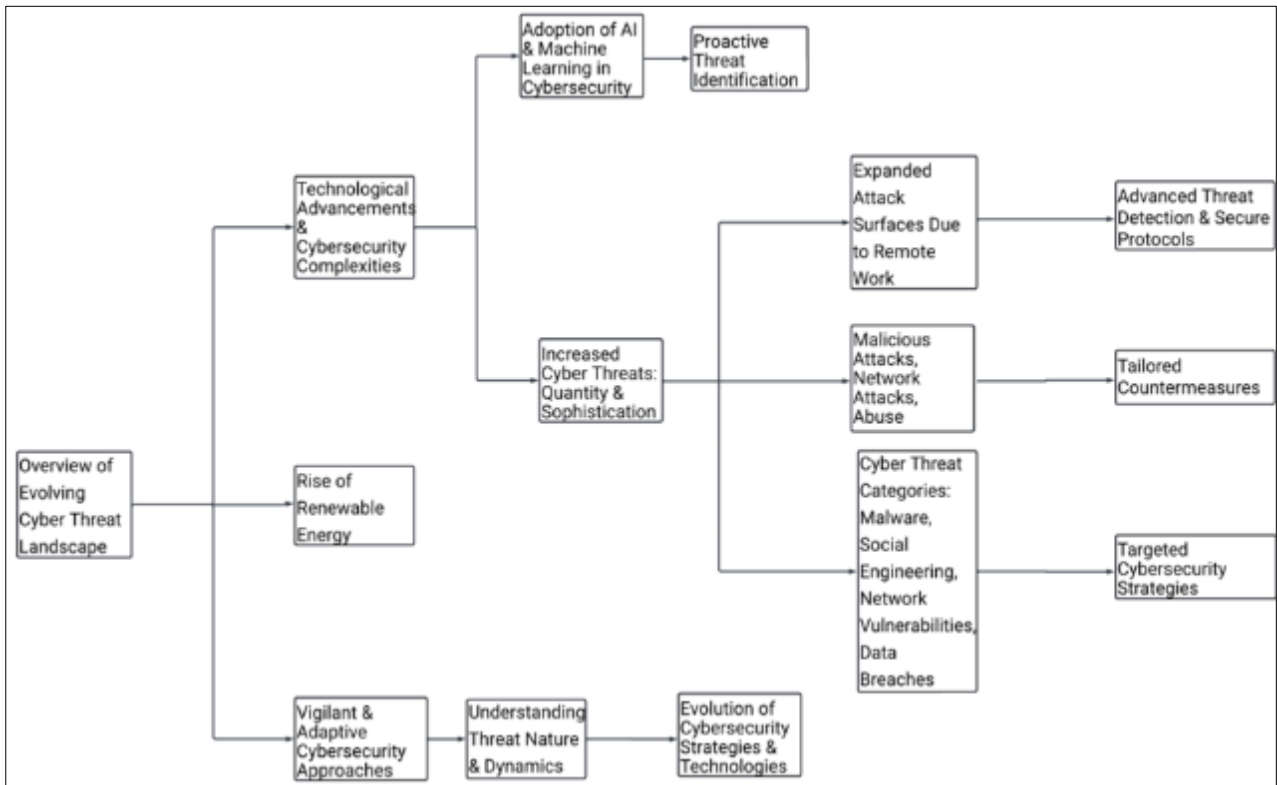 Adoption of AI
& Machine
Learning in
Cybersecurity
Proactive
Threat
Identification
Technological
Advancements
&
Cybersecurity
Complexities
Expanded
Attack
Surfaces Due
to Remote
Work
Advanced Threat
Detection & Secure
Protocols
Increased
Cyber Threats:
Quantity &
Sophistication
Malicious
Attacks,
Network
Attacks,
Abuse
Tailored
Countermeasures
Overview of
Evolving
Cyber Threat
Landscape
Rise of
Renewable
Energy
Cyber Threat
Categories:
Malware,
Social
Engineering,
Network
Vulnerabilities,
Data
Breaches
Targeted
Cybersecurity
Strategies
Vigilant &
Adaptive
Cybersecurity
Approaches
Understanding
Threat Nature
& Dynamics
Evolution of
Cybersecurity
Strategies &
Technologies